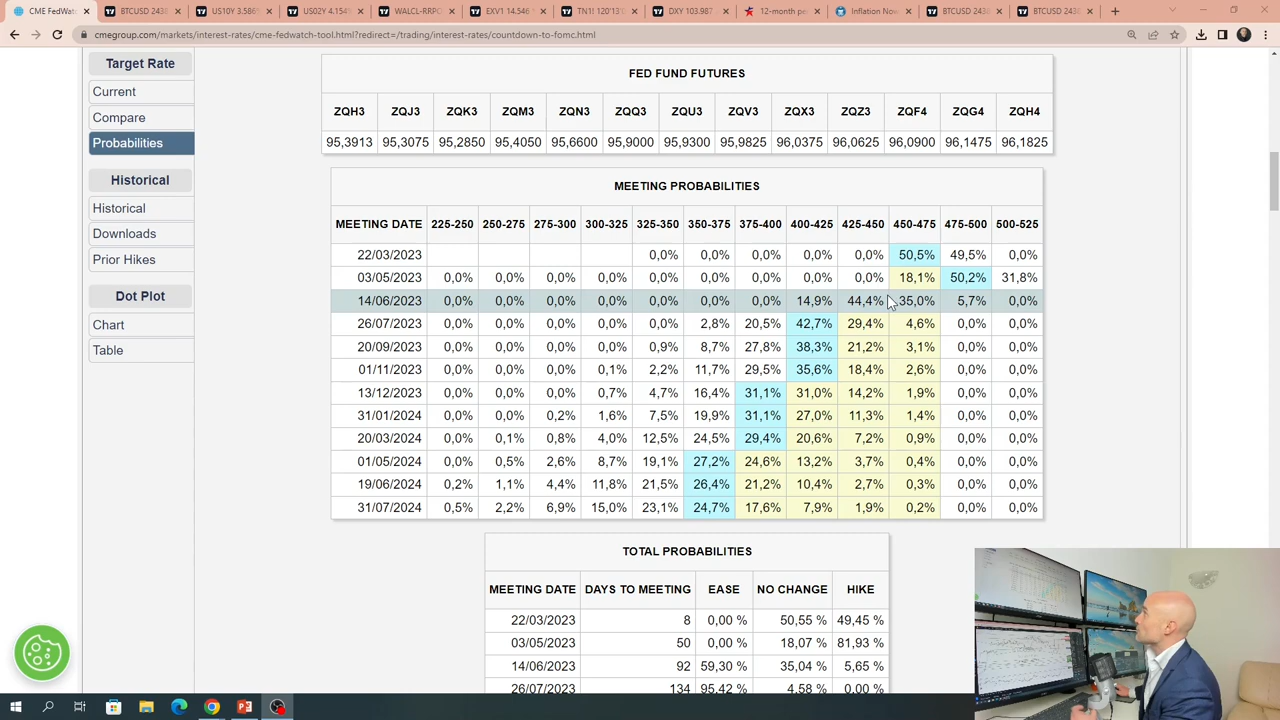 CME FedWatc
BTCUSD 2438
US10Y 3.586
US02Y 4.154
WALCL-RRPC
EXV1 14.546
TN1! 120'13'6
DXY 103.987
12-month pe
Inflation Now
BTCUSD 2438
BTCUSD 2438
cmegroup.com/markets/interest-rates/cme-fedwatch-tool.html?redirect=/trading/interest-rates/countdown-to-fomc.html
Target Rate
Current
Compare
Probabilities
Historical
Historical
Downloads
Prior Hikes
Dot Plot
Chart
Table
FED FUND FUTURES
ZQH3 ZQJ3 ZQK3 ZQM3 ZQN3 ZQQ3 ZQU3 ZQV3 ZQX3 ZQZ3 ZQF4 ZQG4 ZQH4
95,3913 95,3075 95,2850 95,4050 95,6600 95,9000 95,9300 95,9825 96,0375 96,0625 96,0900 96,1475 96,1825
MEETING PROBABILITIES
MEETING DATE 225-250 250-275 275-300 300-325 325-350 350-375 375-400 400-425 425-450 450-475 475-500 500-525
22/03/2023 0,0% 0,0% 0,0% 0,0% 0,0% 50,5% 49,5% 0,0%
03/05/2023 0,0% 0,0% 0,0% 0,0% 0,0% 0,0% 0,0% 0,0% 0,0% 18,1% 50,2% 31,8%
14/06/2023 0,0% 0,0% 0,0% 0,0% 0,0% 0,0% 0,0% 14,9% 44,4% 35,0% 5,7% 0,0%
26/07/2023 0,0% 0,0% 0,0% 0,0% 0,0% 2,8% 20,5% 42,7% 29,4% 4,6% 0,0% 0,0%
20/09/2023 0,0% 0,0% 0,0% 0,0% 0,9% 8,7% 27,8% 38,3% 21,2% 3,1% 0,0% 0,0%
01/11/2023 0,0% 0,0% 0,0% 0,1% 2,2% 11,7% 29,5% 35,6% 18,4% 2,6% 0,0% 0,0%
13/12/2023 0,0% 0,0% 0,0% 0,7% 4,7% 16,4% 31,1% 31,0% 14,2% 1,9% 0,0% 0,0%
31/01/2024 0,0% 0,0% 0,2% 1,6% 7,5% 19,9% 31,1% 27,0% 11,3% 1,4% 0,0% 0,0%
20/03/2024 0,0% 0,1% 0,8% 4,0% 12,5% 24,5% 29,4% 20,6% 7,2% 0,9% 0,0% 0,0%
01/05/2024 0,0% 0,5% 2,6% 8,7% 19,1% 27,2% 24,6% 13,2% 3,7% 0,4% 0,0% 0,0%
19/06/2024 0,2% 1,1% 4,4% 11,8% 21,5% 26,4% 21,2% 10,4% 2,7% 0,3% 0,0% 0,0%
31/07/2024 0,5% 2,2% 6,9% 15,0% 23,1% 24,7% 17,6% 7,9% 1,9% 0,2% 0,0% 0,0%
TOTAL PROBABILITIES
MEETING DATE DAYS TO MEETING EASE NO CHANGE HIKE
22/03/2023 8 0,00 % 50,55 % 49,45 %
03/05/2023 50 0,00 % 18,07 % 81,93 %
14/06/2023 92 59,30 % 35,04 % 5,65 %
26/07/2023 134 95,42 % 4,58 % 0,00 %